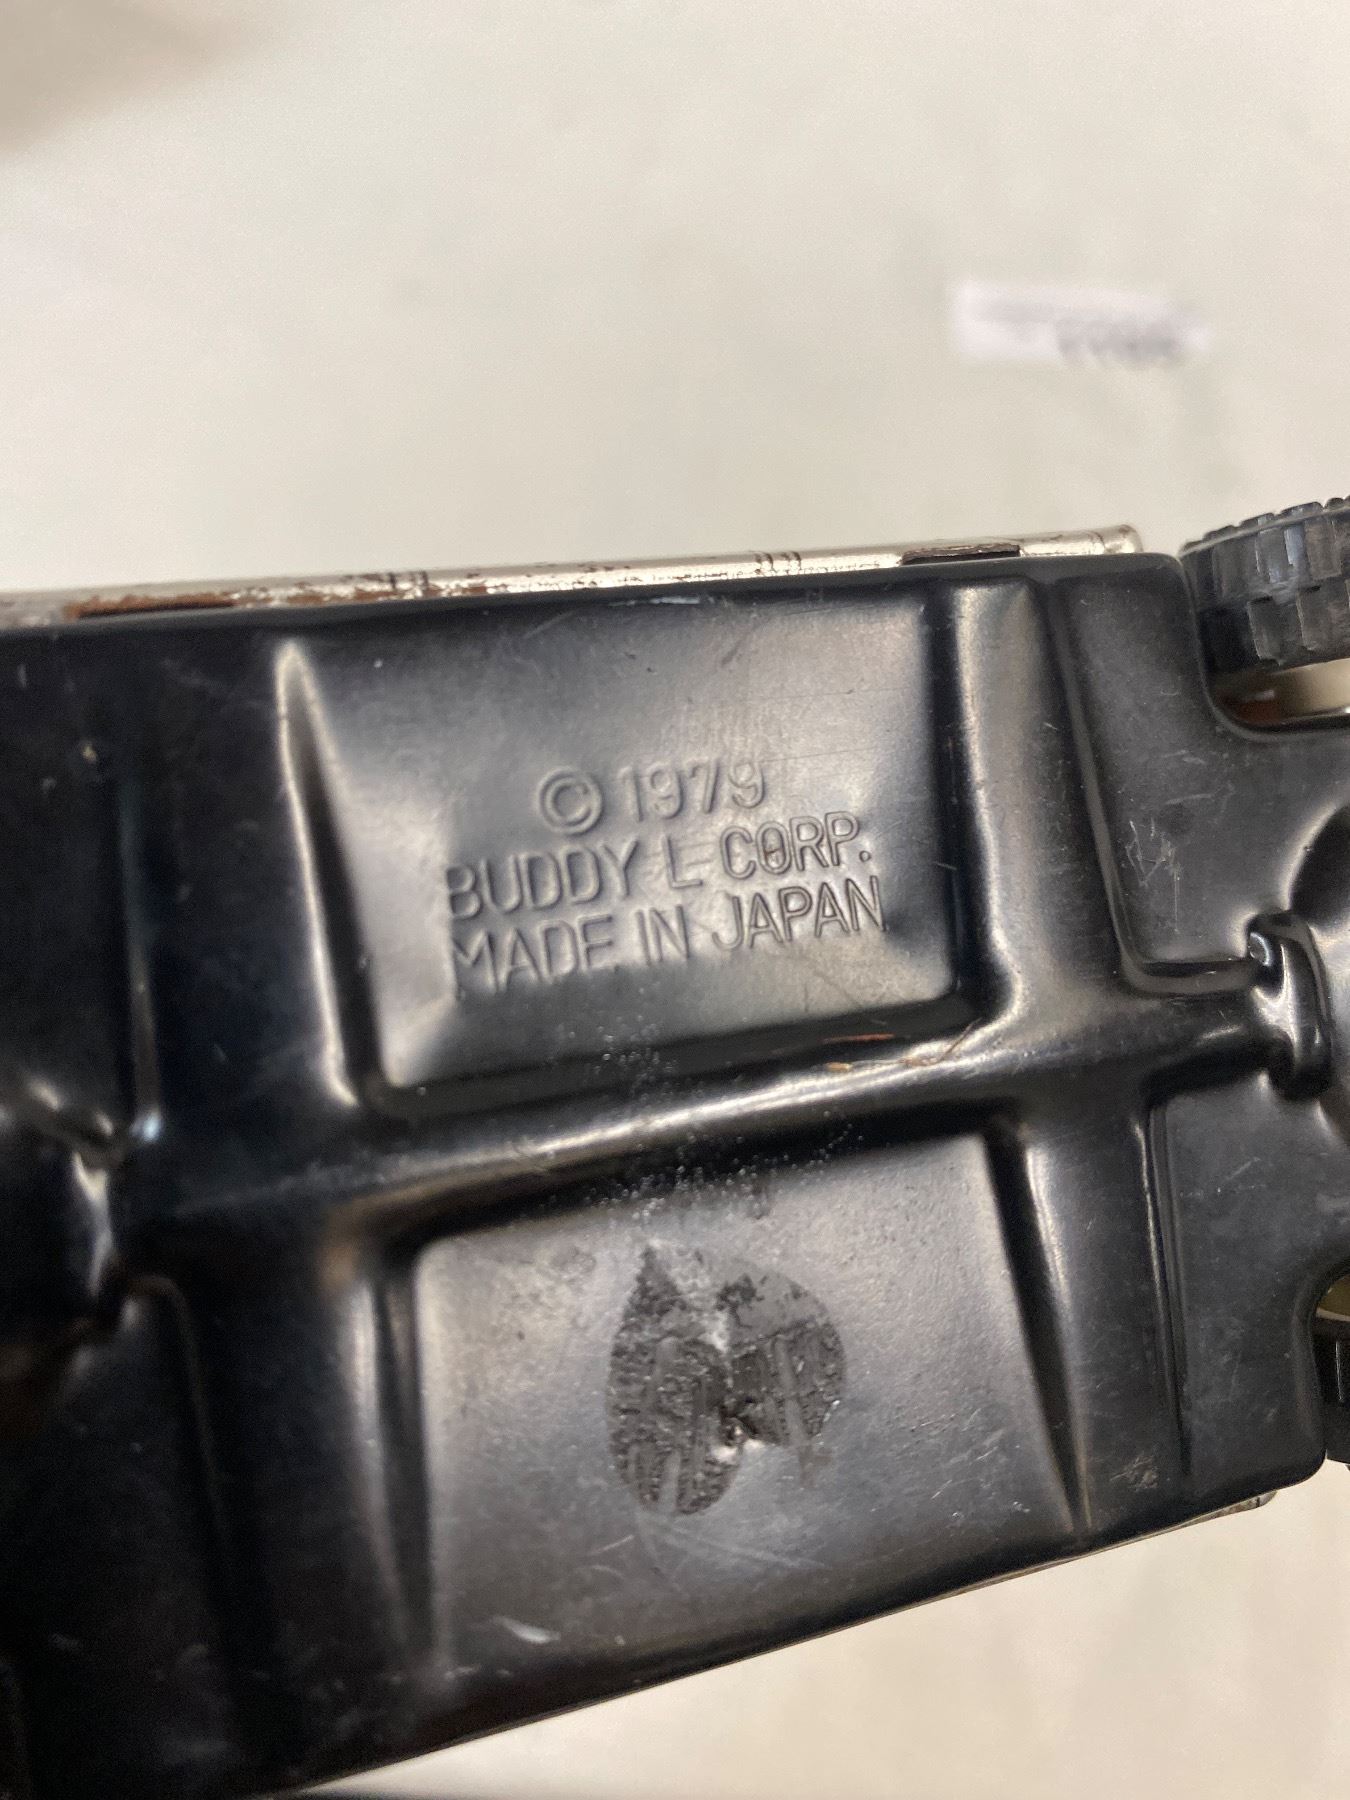 © 1979
BUDDY L CORP.
MADE IN JAPAN